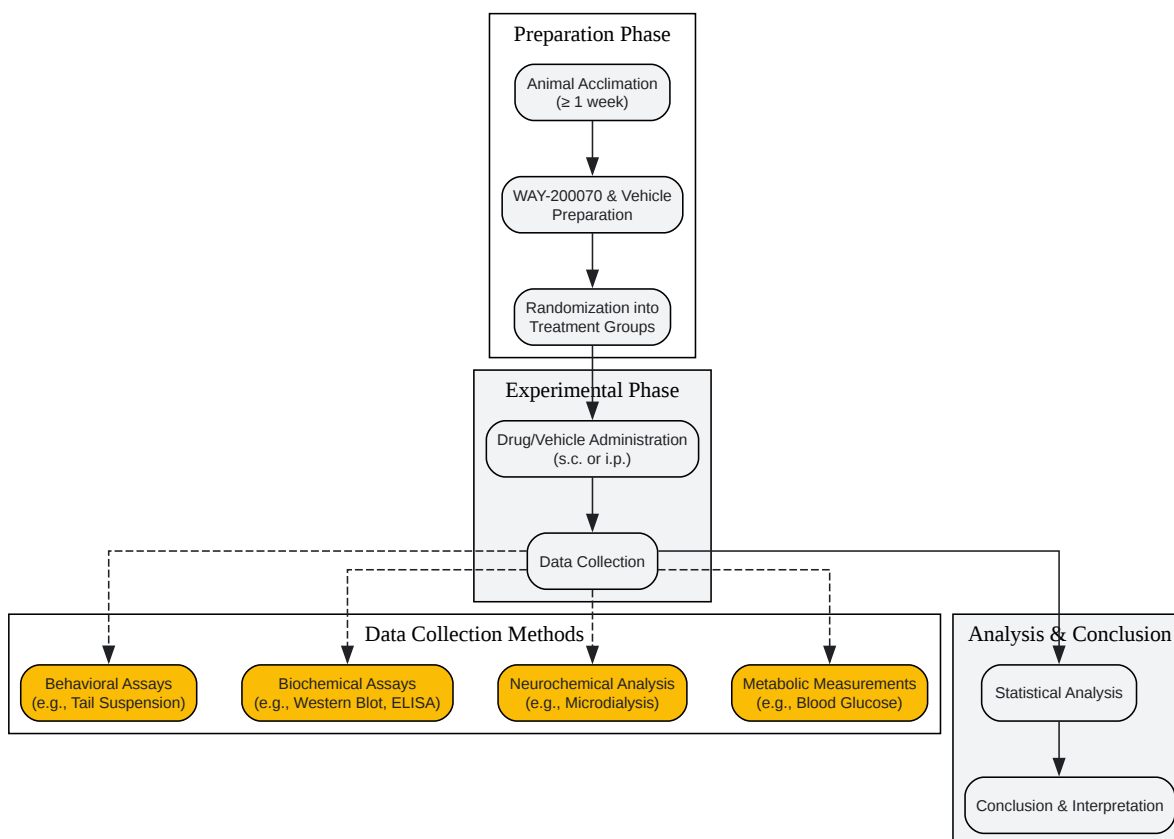 Preparation Phase
Animal Acclimation
(≥ 1 week)
WAY-200070 & Vehicle
Preparation
Randomization into
Treatment Groups
Experimental Phase
Drug/Vehicle Administration
(s.c. or i.p.)
Data Collection
Data Collection Methods
Behavioral Assays
(e.g., Tail Suspension)
Biochemical Assays
(e.g., Western Blot, ELISA)
Neurochemical Analysis
(e.g., Microdialysis)
Metabolic Measurements
(e.g., Blood Glucose)
Analysis & Conclusion
Statistical Analysis
Conclusion & Interpretation